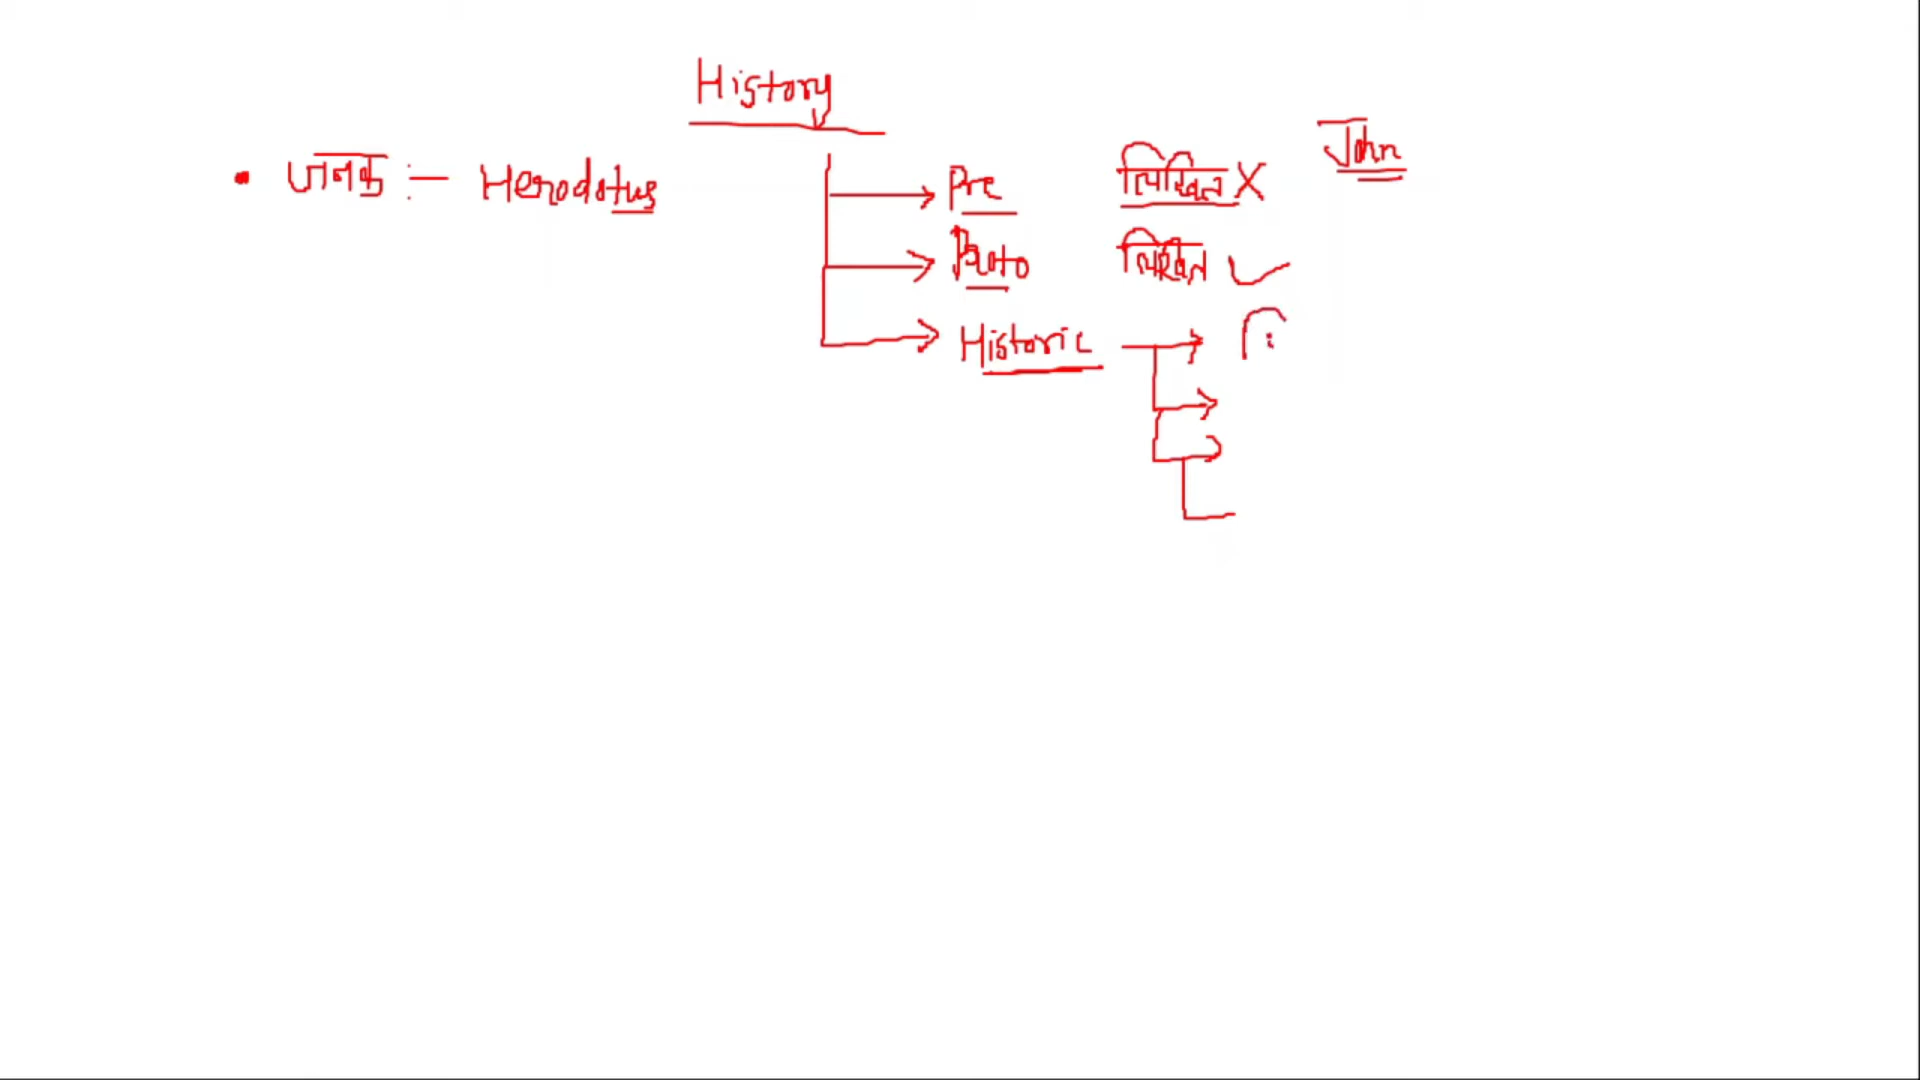 History
• जनक :- Herodotus
Pre लिखित X John
Proto लिखित ✓
Historic